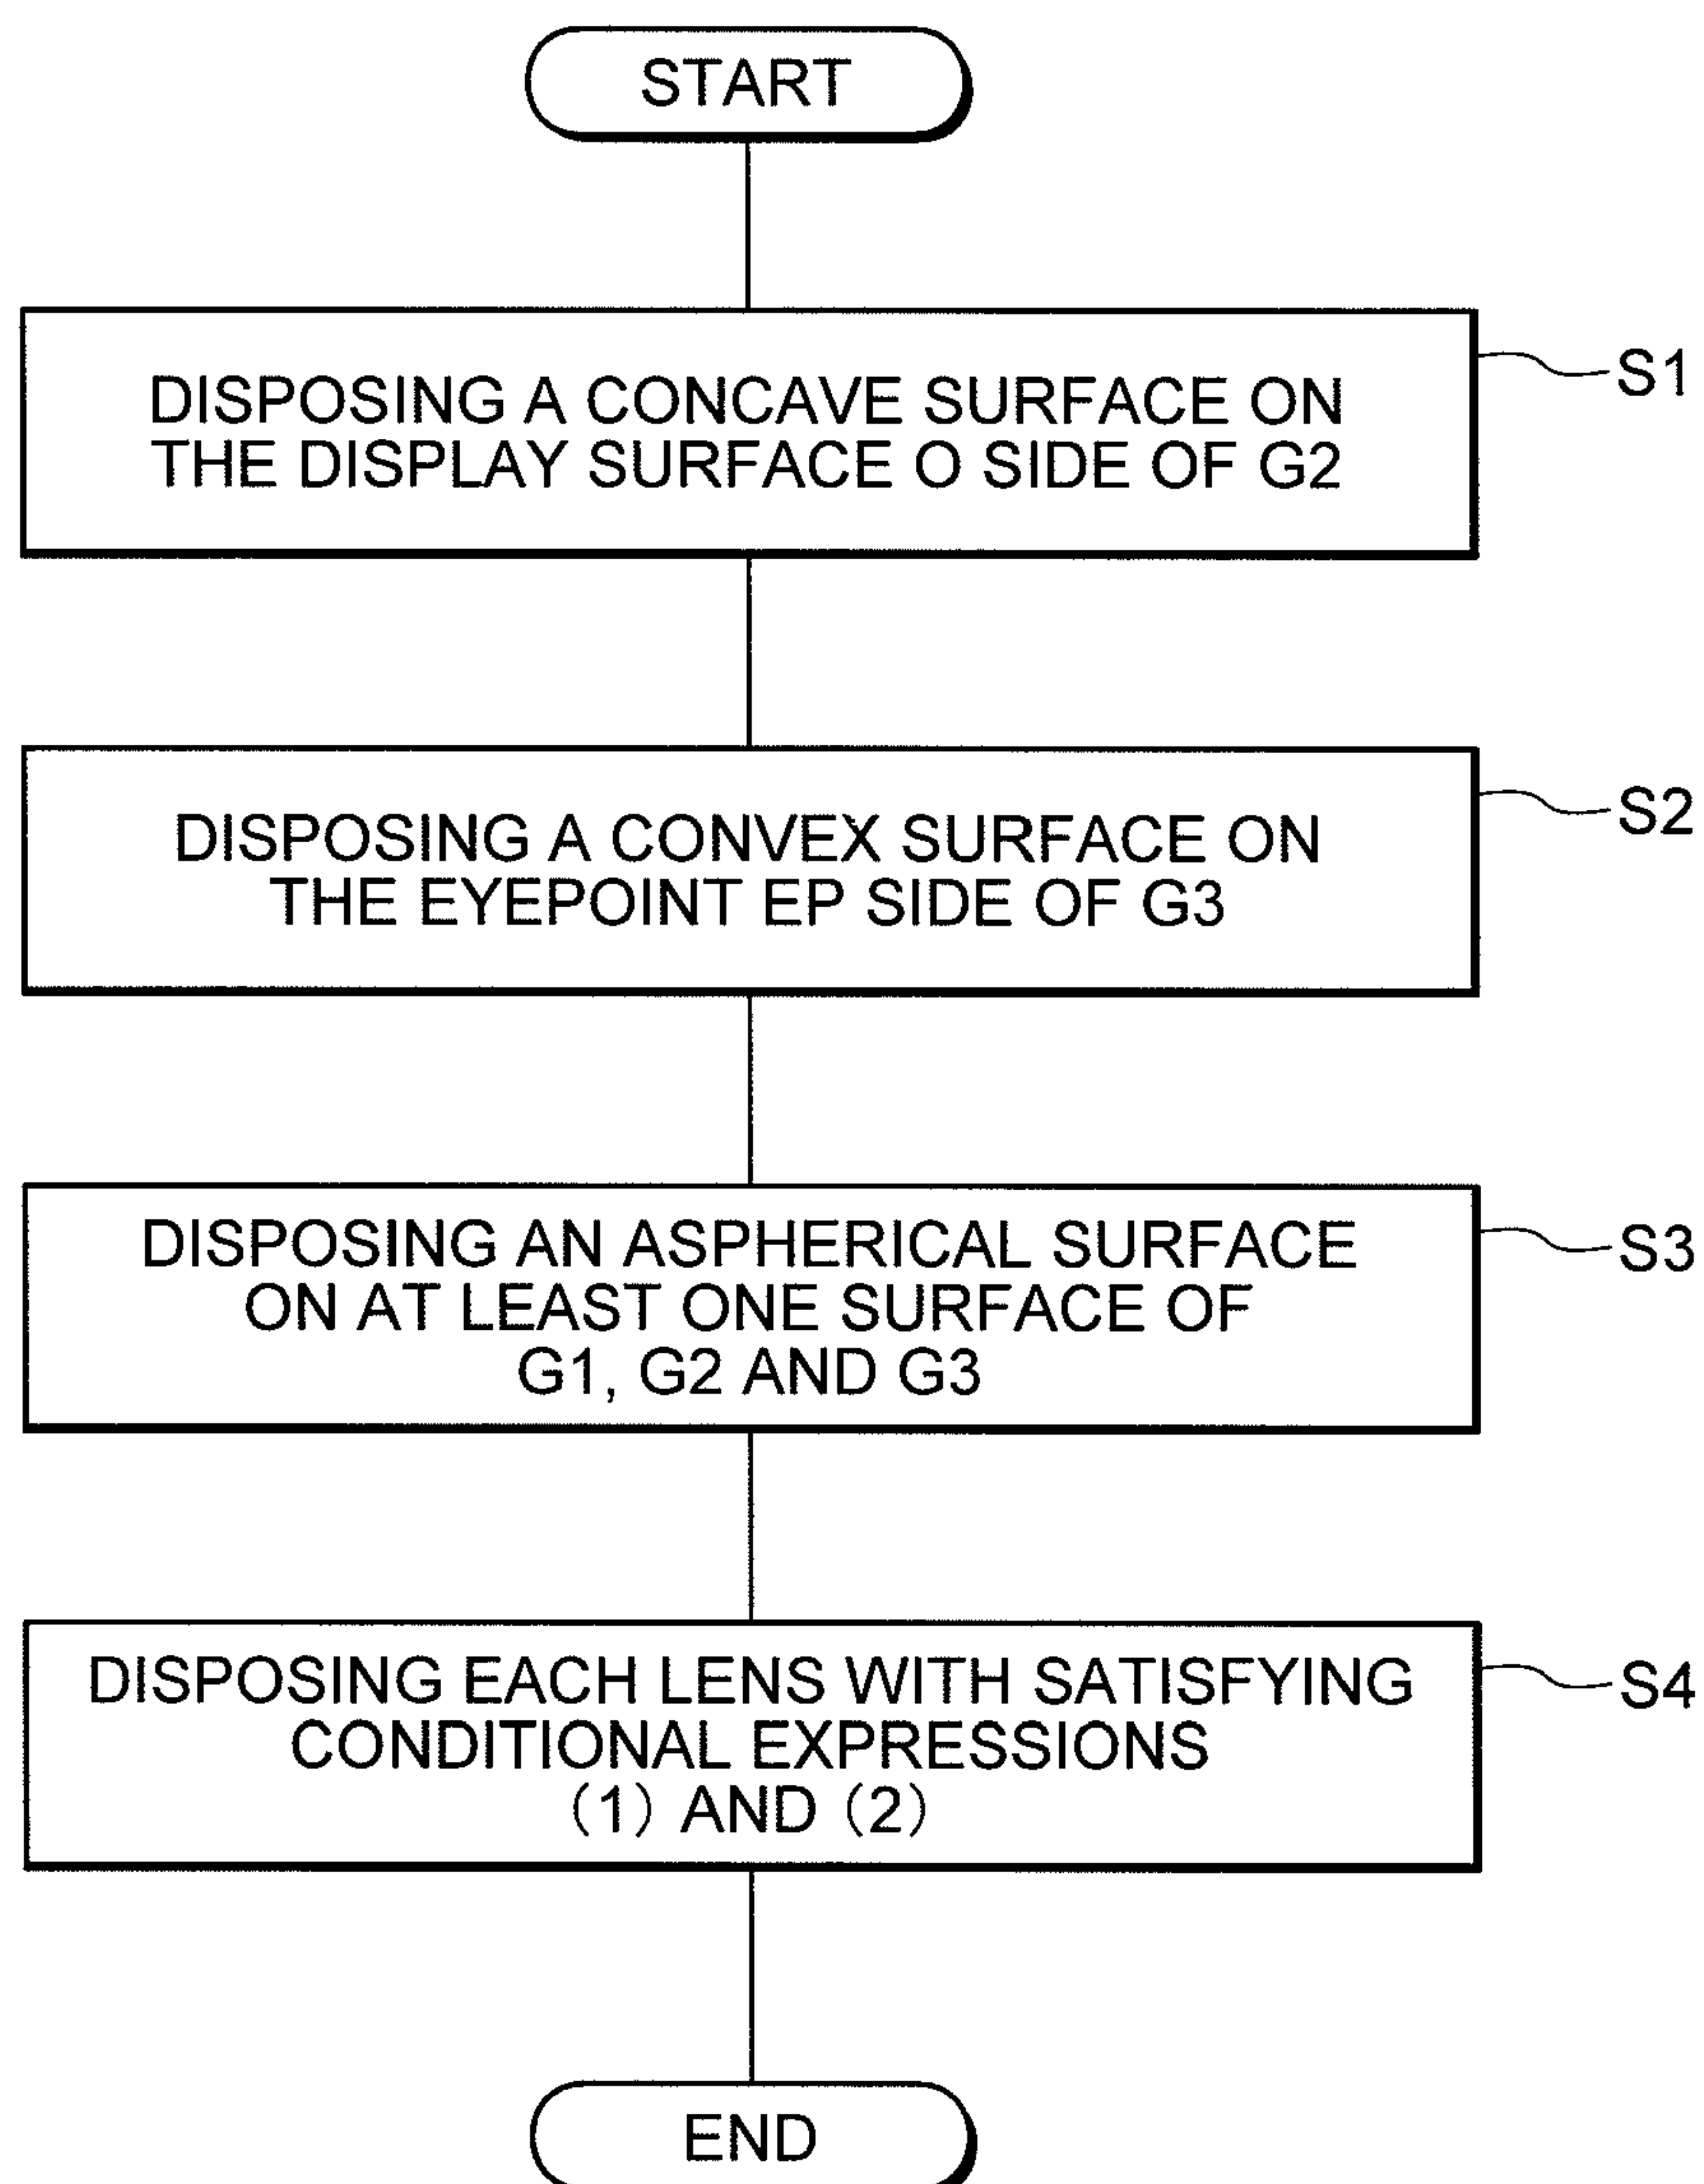 START
DISPOSING A CONCAVE SURFACE ON
THE DISPLAY SURFACE O SIDE OF G2
S1
DISPOSING A CONVEX SURFACE ON
THE EYEPOINT EP SIDE OF G3
S2
DISPOSING AN ASPHERICAL SURFACE
ON AT LEAST ONE SURFACE OF
G1, G2 AND G3
S3
DISPOSING EACH LENS WITH SATISFYING
CONDITIONAL EXPRESSIONS
(1) AND (2)
S4
END